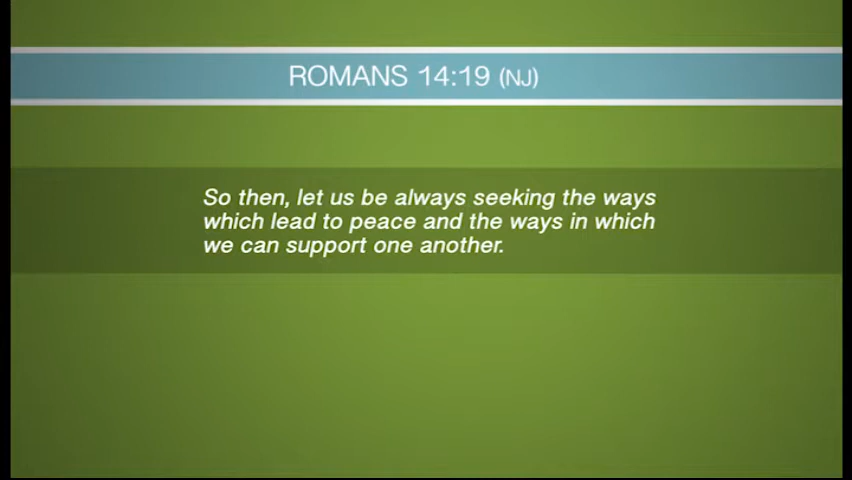 ROMANS 14:19 (NJ)
So then, let us be always seeking the ways
which lead to peace and the ways in which
we can support one another.